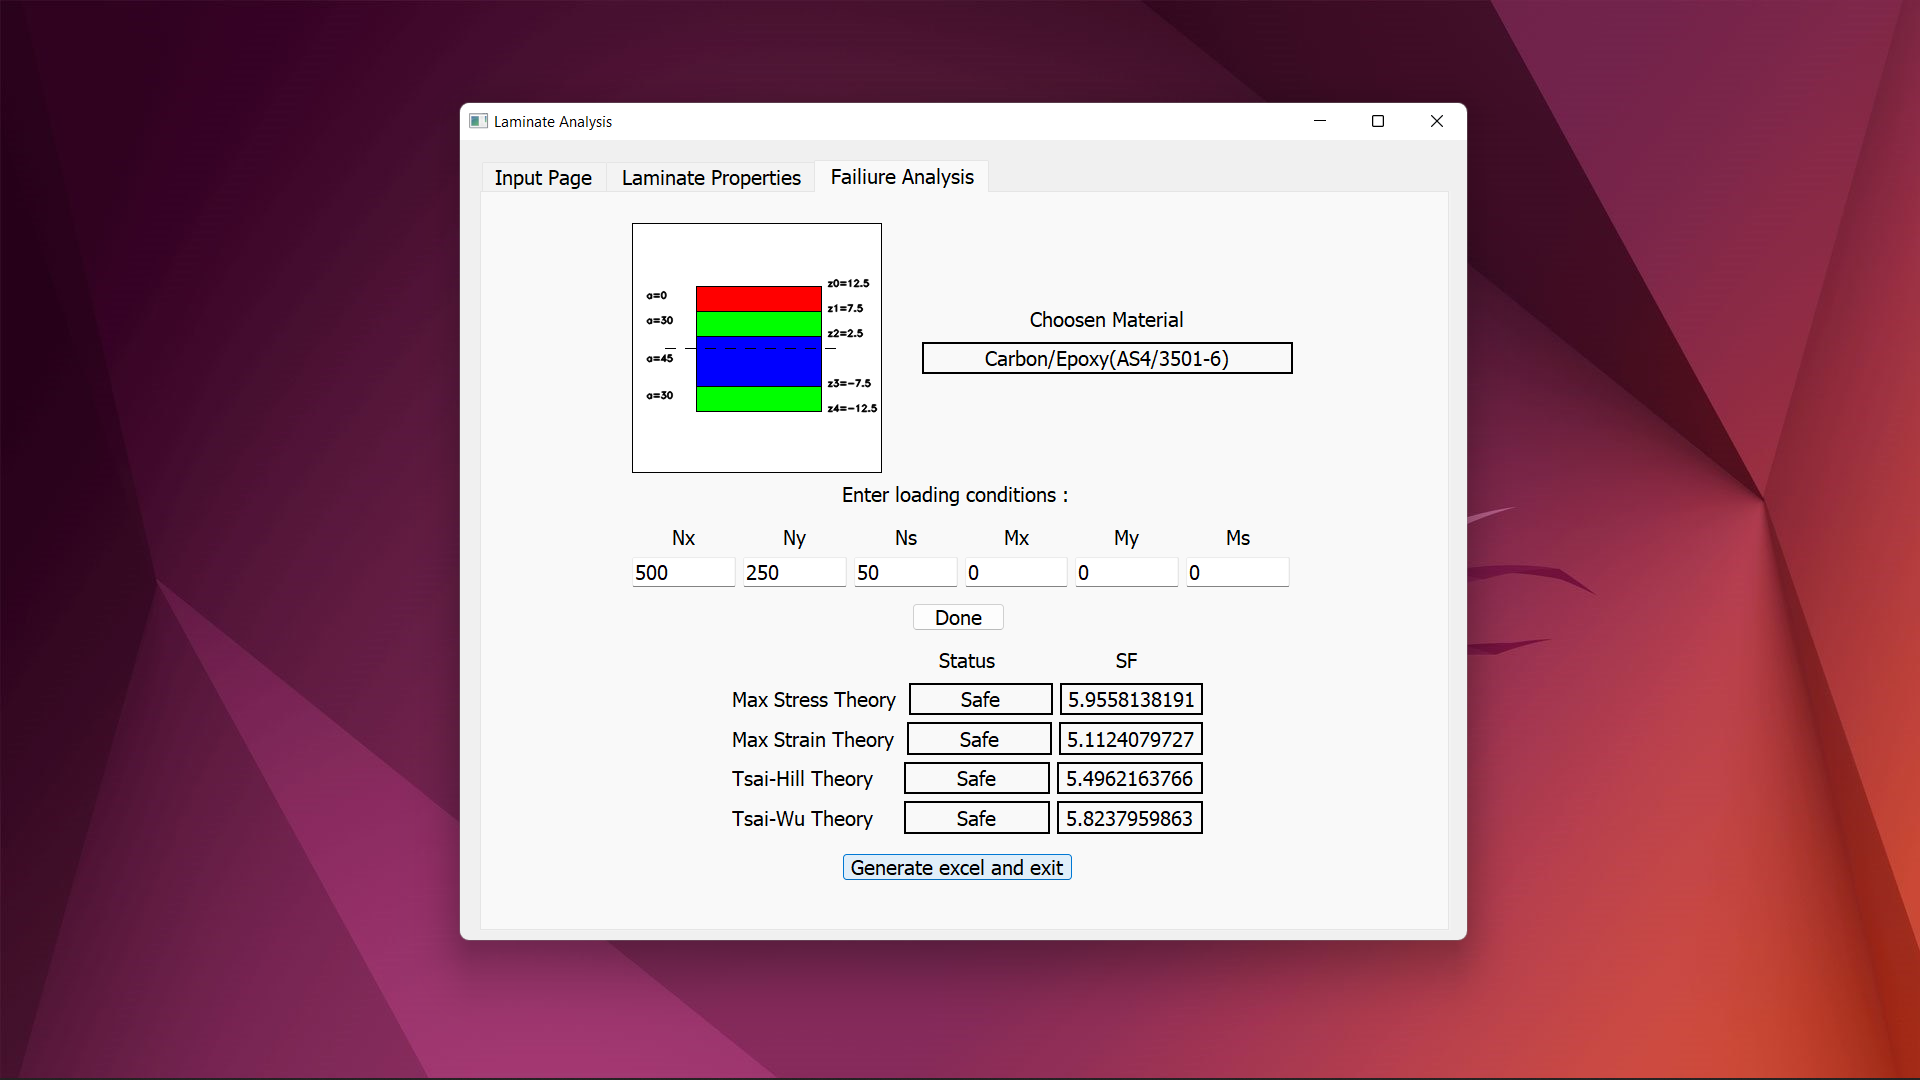 Laminate Analysis
Input Page
Laminate Properties
Failiure Analysis
a=0
a=30
a=45
a=30
z0=12.5
z1=7.5
z2=2.5
z3=-7.5
z4=-12.5
Choosen Material
Carbon/Epoxy(AS4/3501-6)
Enter loading conditions :
Nx Ny Ns Mx My Ms
500 250 50 0 0 0
Done
Status SF
Max Stress Theory Safe 5.9558138191
Max Strain Theory Safe 5.1124079727
Tsai-Hill Theory Safe 5.4962163766
Tsai-Wu Theory Safe 5.8237959863
Generate excel and exit